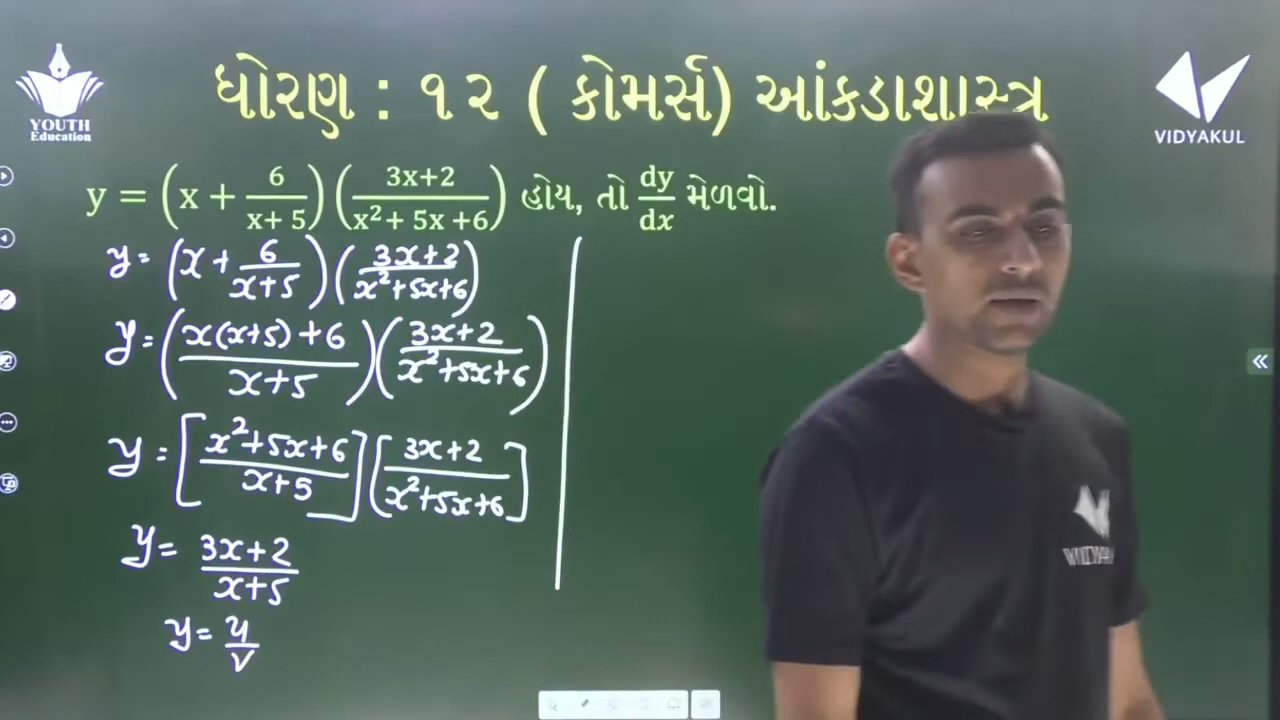 YOUTH
Education
ધોરણ : ૧૨ ( કોમર્સ) આંકડાશાસ્ત્ર
VIDYAKUL
y = (x + 6/(x+ 5)) ((3x+2)/(x²+ 5x +6)) હોય, તો dy/dx મેળવો.
y = (x + 6/(x+5)) ((3x+2)/(x²+5x+6))
y = ((x(x+5)+6)/(x+5)) ((3x+2)/(x²+5x+6))
y = [(x²+5x+6)/(x+5)] [(3x+2)/(x²+5x+6)]
y = (3x+2)/(x+5)
y = u/v